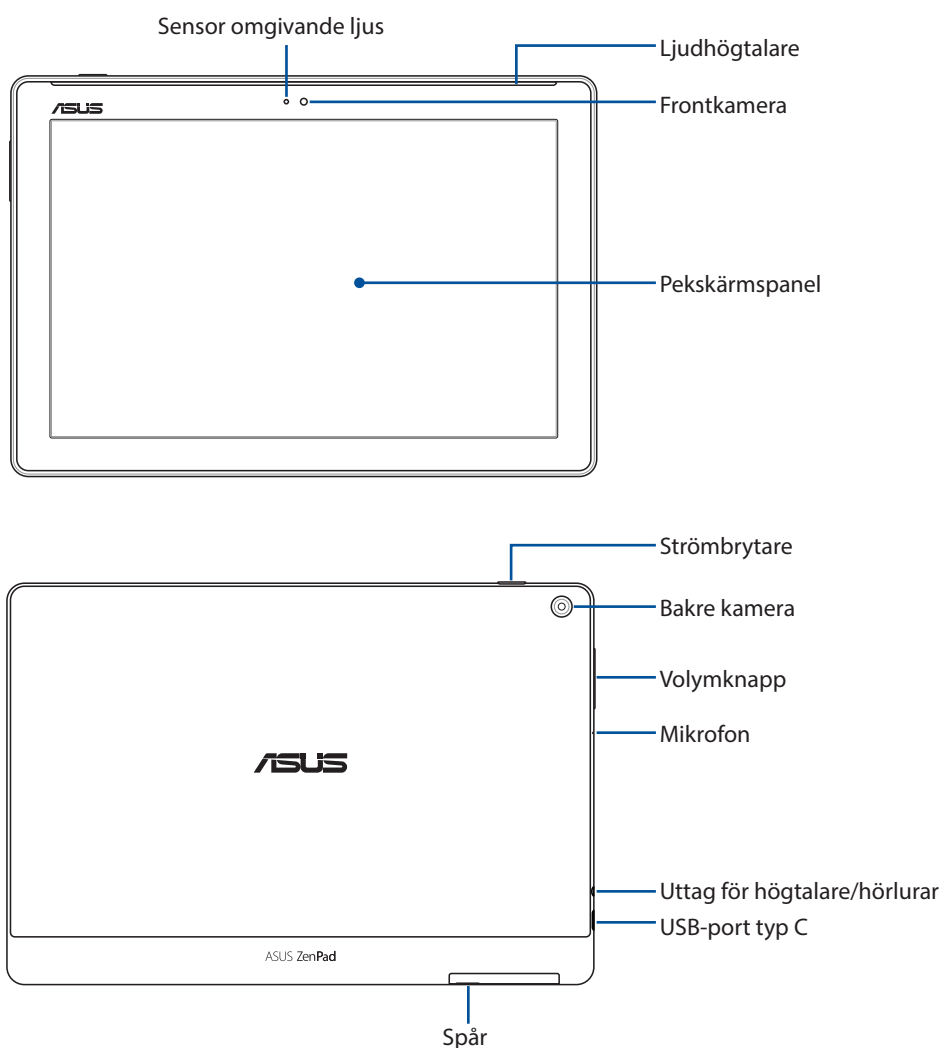 Sensor omgivande ljus
Ljudhögtalare
Frontkamera
ASUS
Pekskärmspanel
Strömbrytare
Bakre kamera
Volymknapp
Mikrofon
ASUS
Uttag för högtalare/hörlurar
USB-port typ C
ASUS ZenPad
Spår